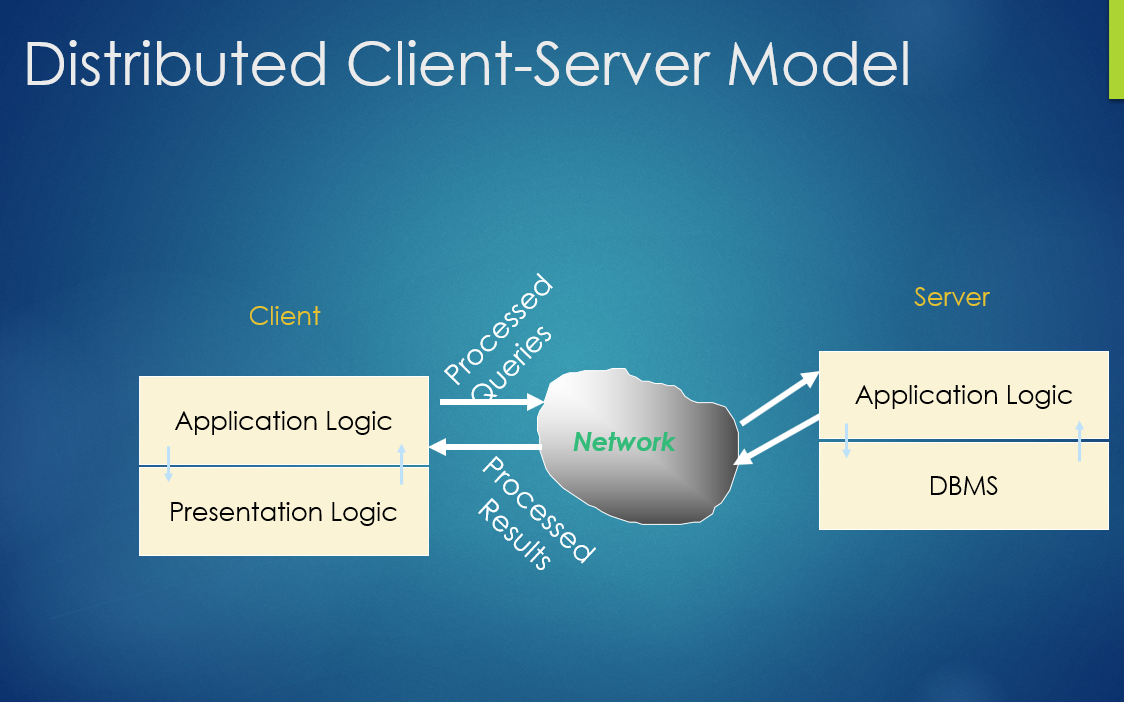 Distributed Client-Server Model
Client
Server
Processed
Queries
Application Logic
Presentation Logic
Network
Processed
Results
Application Logic
DBMS